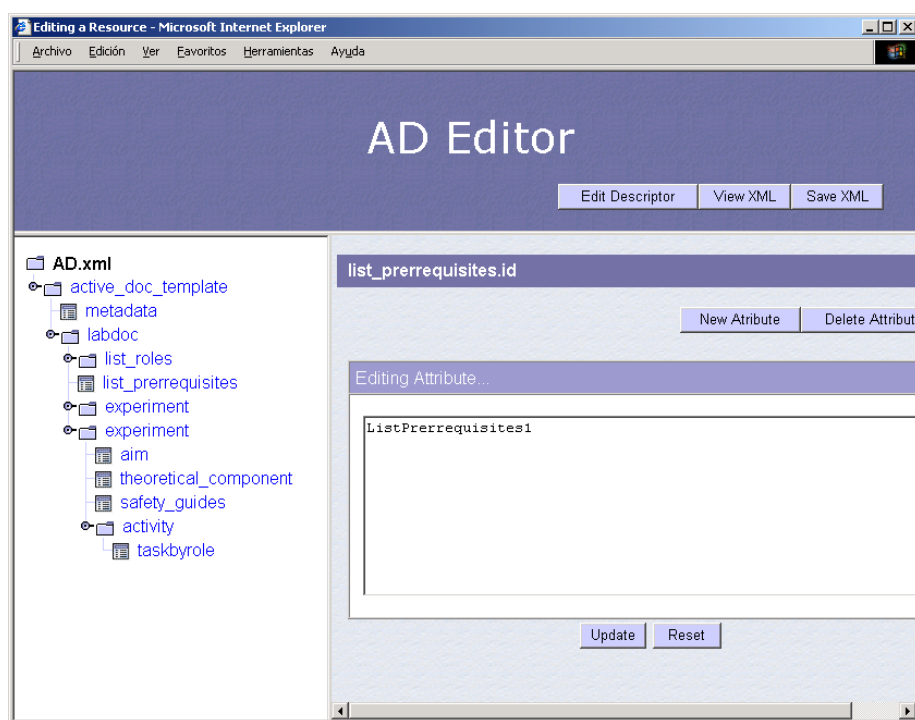 Editing a Resource - Microsoft Internet Explorer
Archivo Edición Ver Favoritos Herramientas Ayuda
AD Editor
Edit Descriptor View XML Save XML
AD.xml
active_doc_template
metadata
labdoc
list_roles
list_prerrequisites
experiment
experiment
aim
theoretical_component
safety_guides
activity
taskbyrole
list_prerrequisites.id
New Atribute Delete Attribut
Editing Attribute...
ListPrerrequisites1
Update Reset